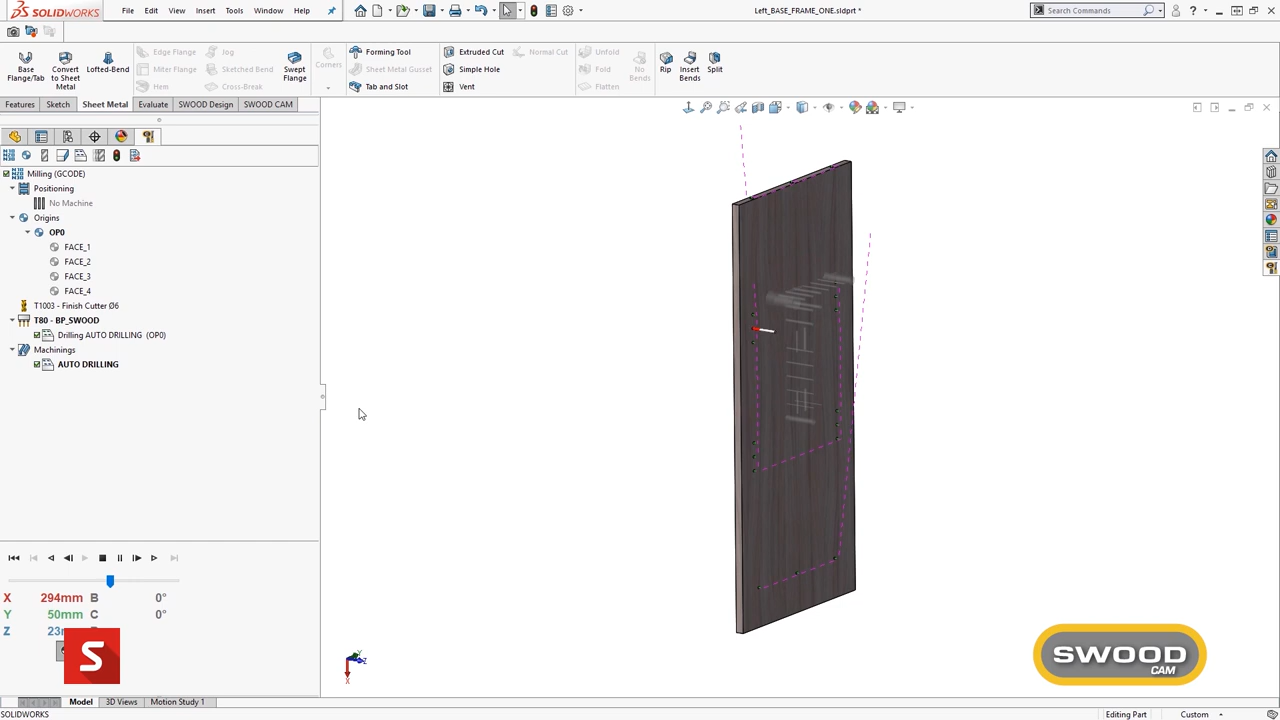 SOLIDWORKS
File Edit View Insert Tools Window Help
Left_BASE_FRAME_ONE.sldprt *
Search Commands
Base Flange/Tab
Convert to Sheet Metal
Lofted-Bend
Edge Flange
Miter Flange
Hem
Jog
Sketched Bend
Cross-Break
Swept Flange
Corners
Forming Tool
Sheet Metal Gusset
Tab and Slot
Extruded Cut
Simple Hole
Vent
Normal Cut
Unfold
Fold
Flatten
No Bends
Rip
Insert Bends
Split
Features Sketch Sheet Metal Evaluate SWOOD Design SWOOD CAM
Milling (GCODE)
Positioning
No Machine
Origins
OP0
FACE_1
FACE_2
FACE_3
FACE_4
T1003 - Finish Cutter Ø6
T80 - BP_SWOOD
Drilling AUTO DRILLING (OP0)
Machinings
AUTO DRILLING
X 294mm B 0°
Y 50mm C 0°
Z 23
S
SWOOD
CAM
Y
Z
X
Model 3D Views Motion Study 1
SOLIDWORKS
Editing Part
Custom